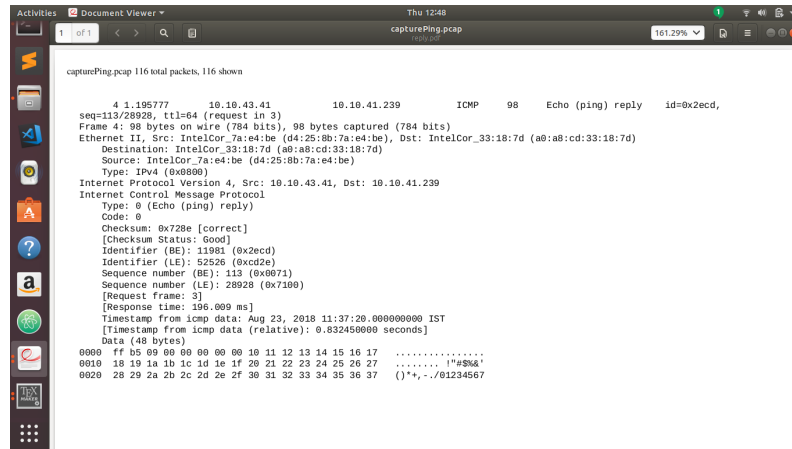 Activities
Document Viewer
Thu 12:48
1
1 of 1
capturePing.pcap
reply.pdf
161.29%
capturePing.pcap 116 total packets, 116 shown
4 1.195777 10.10.43.41 10.10.41.239 ICMP 98 Echo (ping) reply id=0x2ecd,
seq=113/28928, ttl=64 (request in 3)
Frame 4: 98 bytes on wire (784 bits), 98 bytes captured (784 bits)
Ethernet II, Src: IntelCor_7a:e4:be (d4:25:8b:7a:e4:be), Dst: IntelCor_33:18:7d (a0:a8:cd:33:18:7d)
Destination: IntelCor_33:18:7d (a0:a8:cd:33:18:7d)
Source: IntelCor_7a:e4:be (d4:25:8b:7a:e4:be)
Type: IPv4 (0x0800)
Internet Protocol Version 4, Src: 10.10.43.41, Dst: 10.10.41.239
Internet Control Message Protocol
Type: 0 (Echo (ping) reply)
Code: 0
Checksum: 0x728e [correct]
[Checksum Status: Good]
Identifier (BE): 11981 (0x2ecd)
Identifier (LE): 52526 (0xcd2e)
Sequence number (BE): 113 (0x0071)
Sequence number (LE): 28928 (0x7100)
[Request frame: 3]
[Response time: 196.009 ms]
Timestamp from icmp data: Aug 23, 2018 11:37:20.000000000 IST
[Timestamp from icmp data (relative): 0.832450000 seconds]
Data (48 bytes)
0000 ff b5 09 00 00 00 00 00 10 11 12 13 14 15 16 17 ................
0010 18 19 1a 1b 1c 1d 1e 1f 20 21 22 23 24 25 26 27 ........ !"#$%&'
0020 28 29 2a 2b 2c 2d 2e 2f 30 31 32 33 34 35 36 37 ()*+,-./01234567
A
?
a
TEX
MAKER